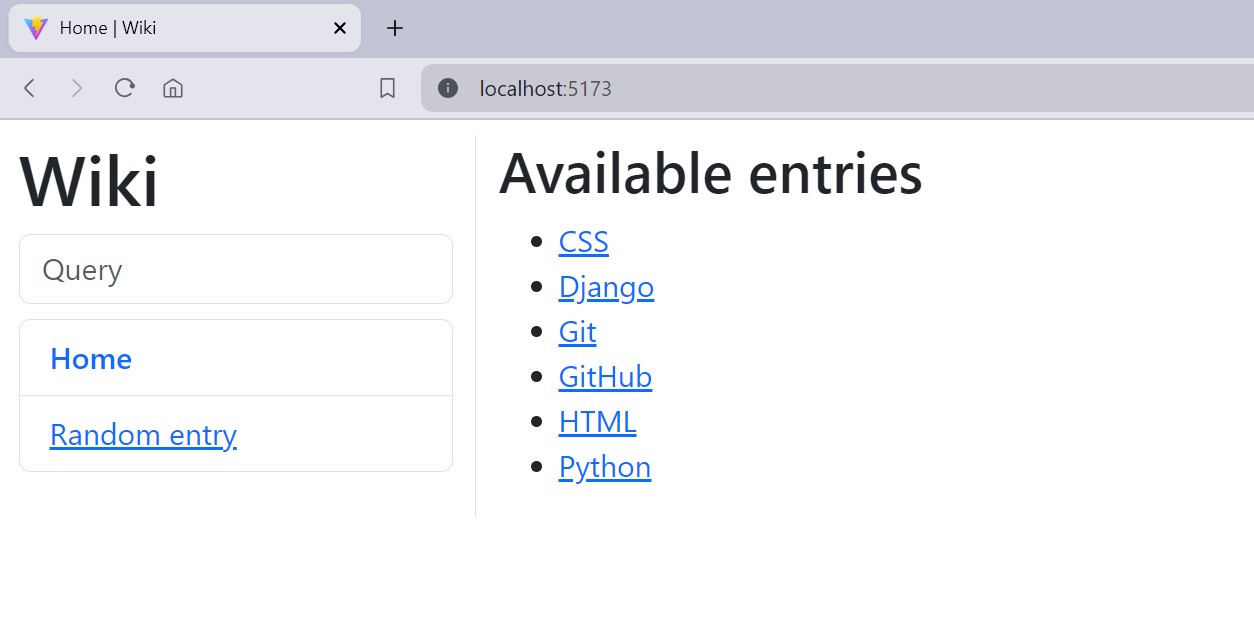 Home | Wiki
localhost:5173
Wiki
Query
Home
Random entry
Available entries
CSS
Django
Git
GitHub
HTML
Python